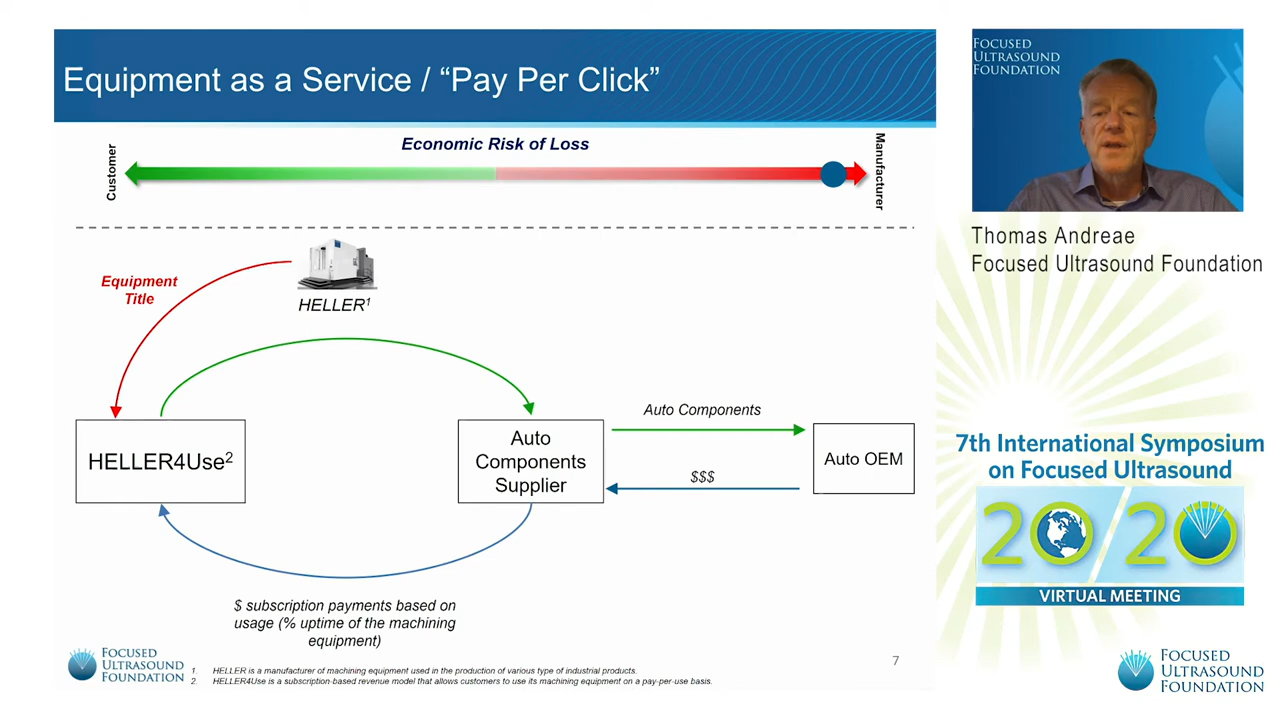 Equipment as a Service / “Pay Per Click”
Economic Risk of Loss
Customer
Manufacturer
Equipment
Title
HELLER1
HELLER4Use2
Auto
Components
Supplier
Auto Components
$$$
Auto OEM
$ subscription payments based on
usage (% uptime of the machining
equipment)
FOCUSED
ULTRASOUND
FOUNDATION
1. HELLER is a manufacturer of machining equipment used in the production of various type of industrial products.
2. HELLER4Use is a subscription-based revenue model that allows customers to use its machining equipment on a pay-per-use basis.
7
FOCUSED
ULTRASOUND
FOUNDATION
Thomas Andreae
Focused Ultrasound Foundation
7th International Symposium
on Focused Ultrasound
20/20
VIRTUAL MEETING
FOCUSED
ULTRASOUND
FOUNDATION